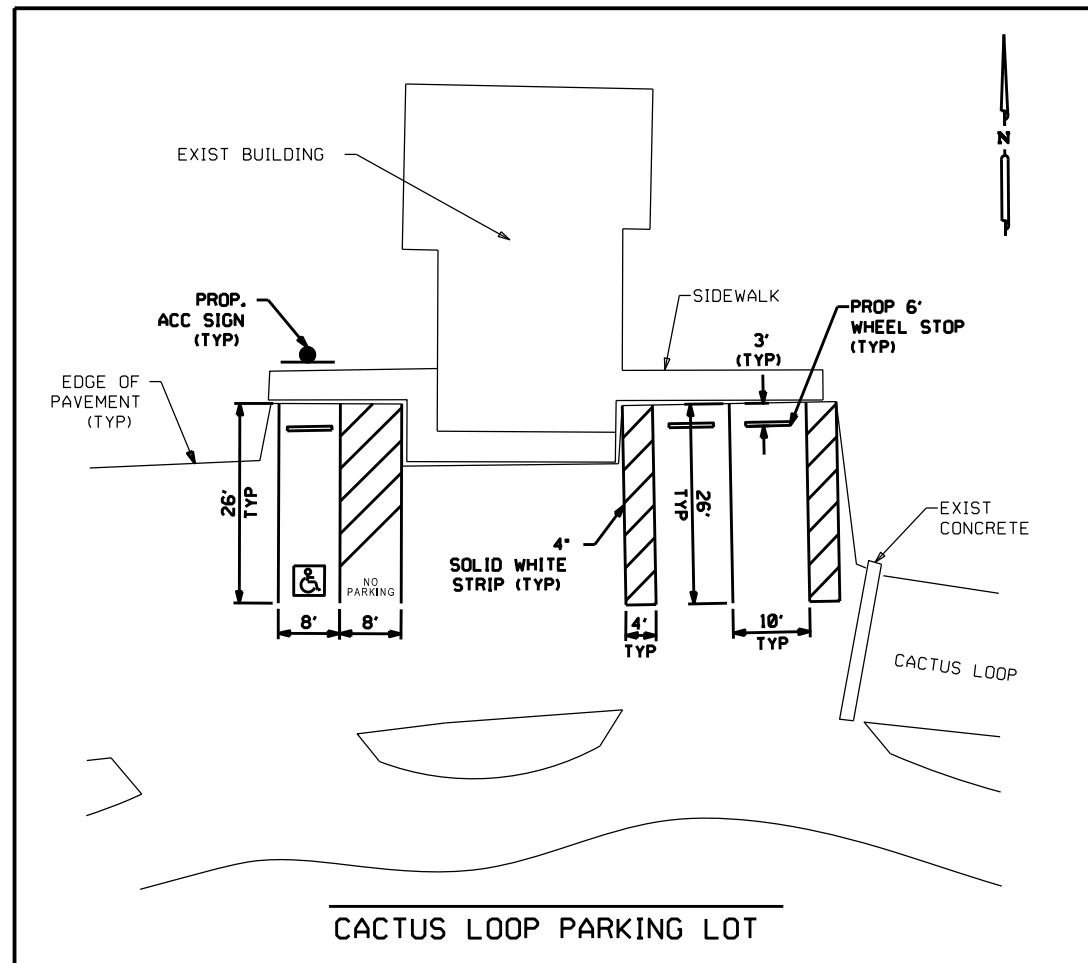 N
EXIST BUILDING
PROP.
ACC SIGN
(TYP)
SIDEWALK
PROP 6'
WHEEL STOP
(TYP)
3'
(TYP)
EDGE OF
PAVEMENT
(TYP)
26'
TYP
26'
TYP
EXIST
CONCRETE
4"
SOLID WHITE
STRIP (TYP)
NO
PARKING
8'
8'
4'
TYP
10'
TYP
CACTUS LOOP
CACTUS LOOP PARKING LOT